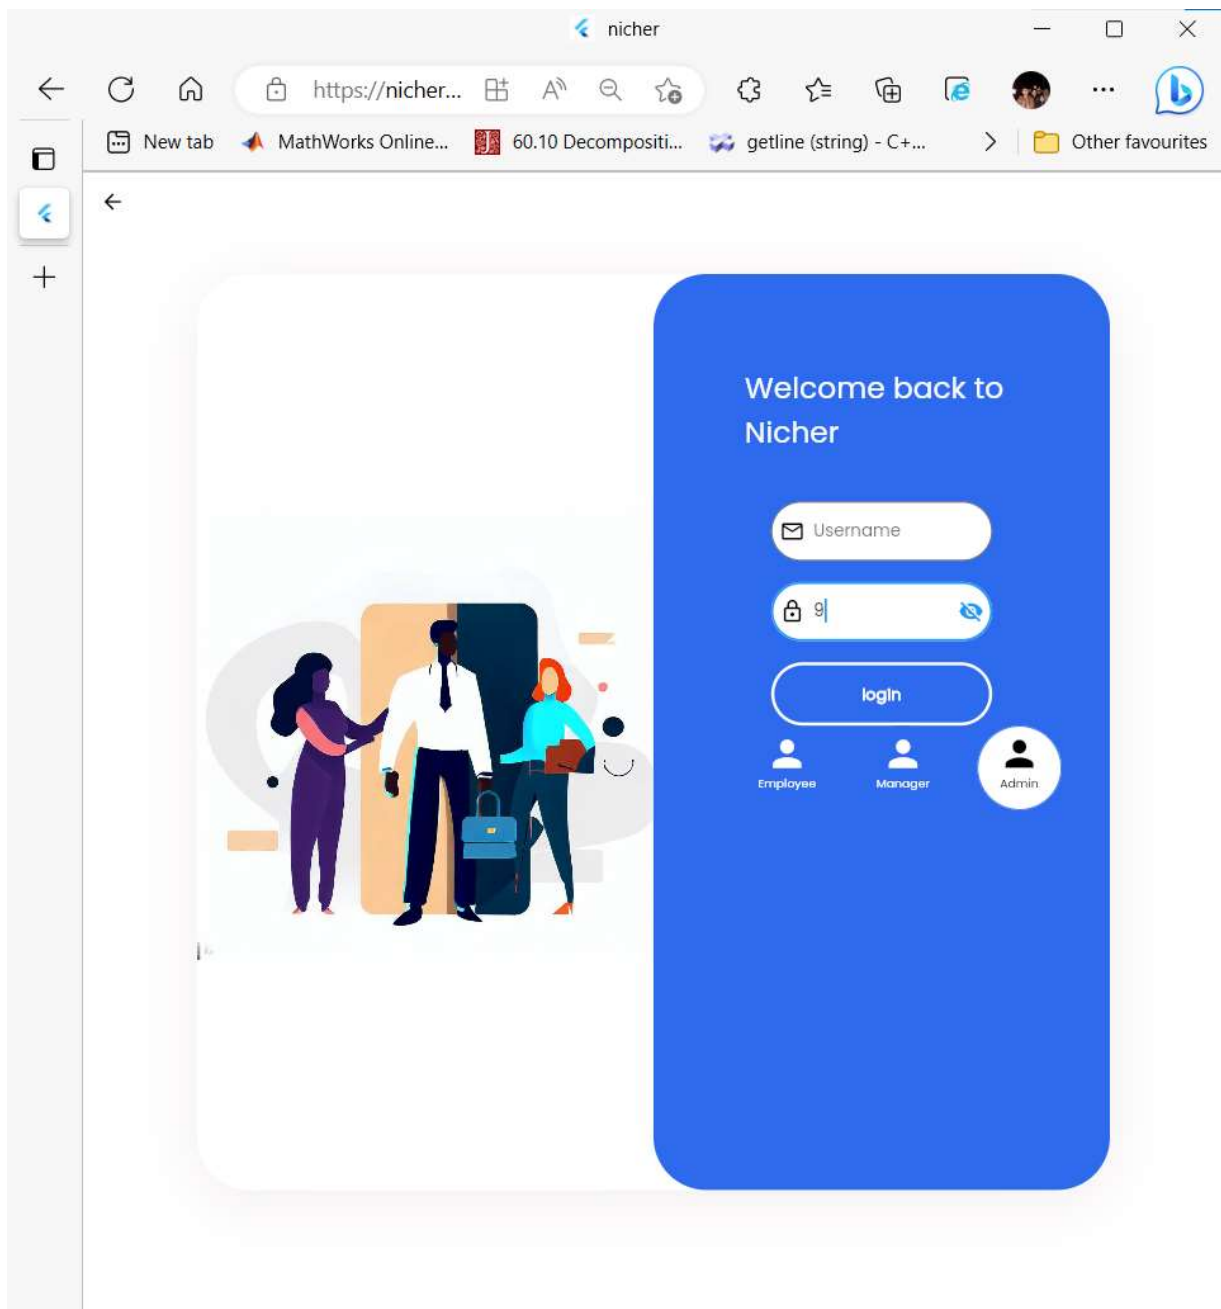 nicher
https://nicher...
New tab
MathWorks Online...
60.10 Decompositi...
getline (string) - C+...
Other favourites
Welcome back to
Nicher
Username
9
login
Employee
Manager
Admin